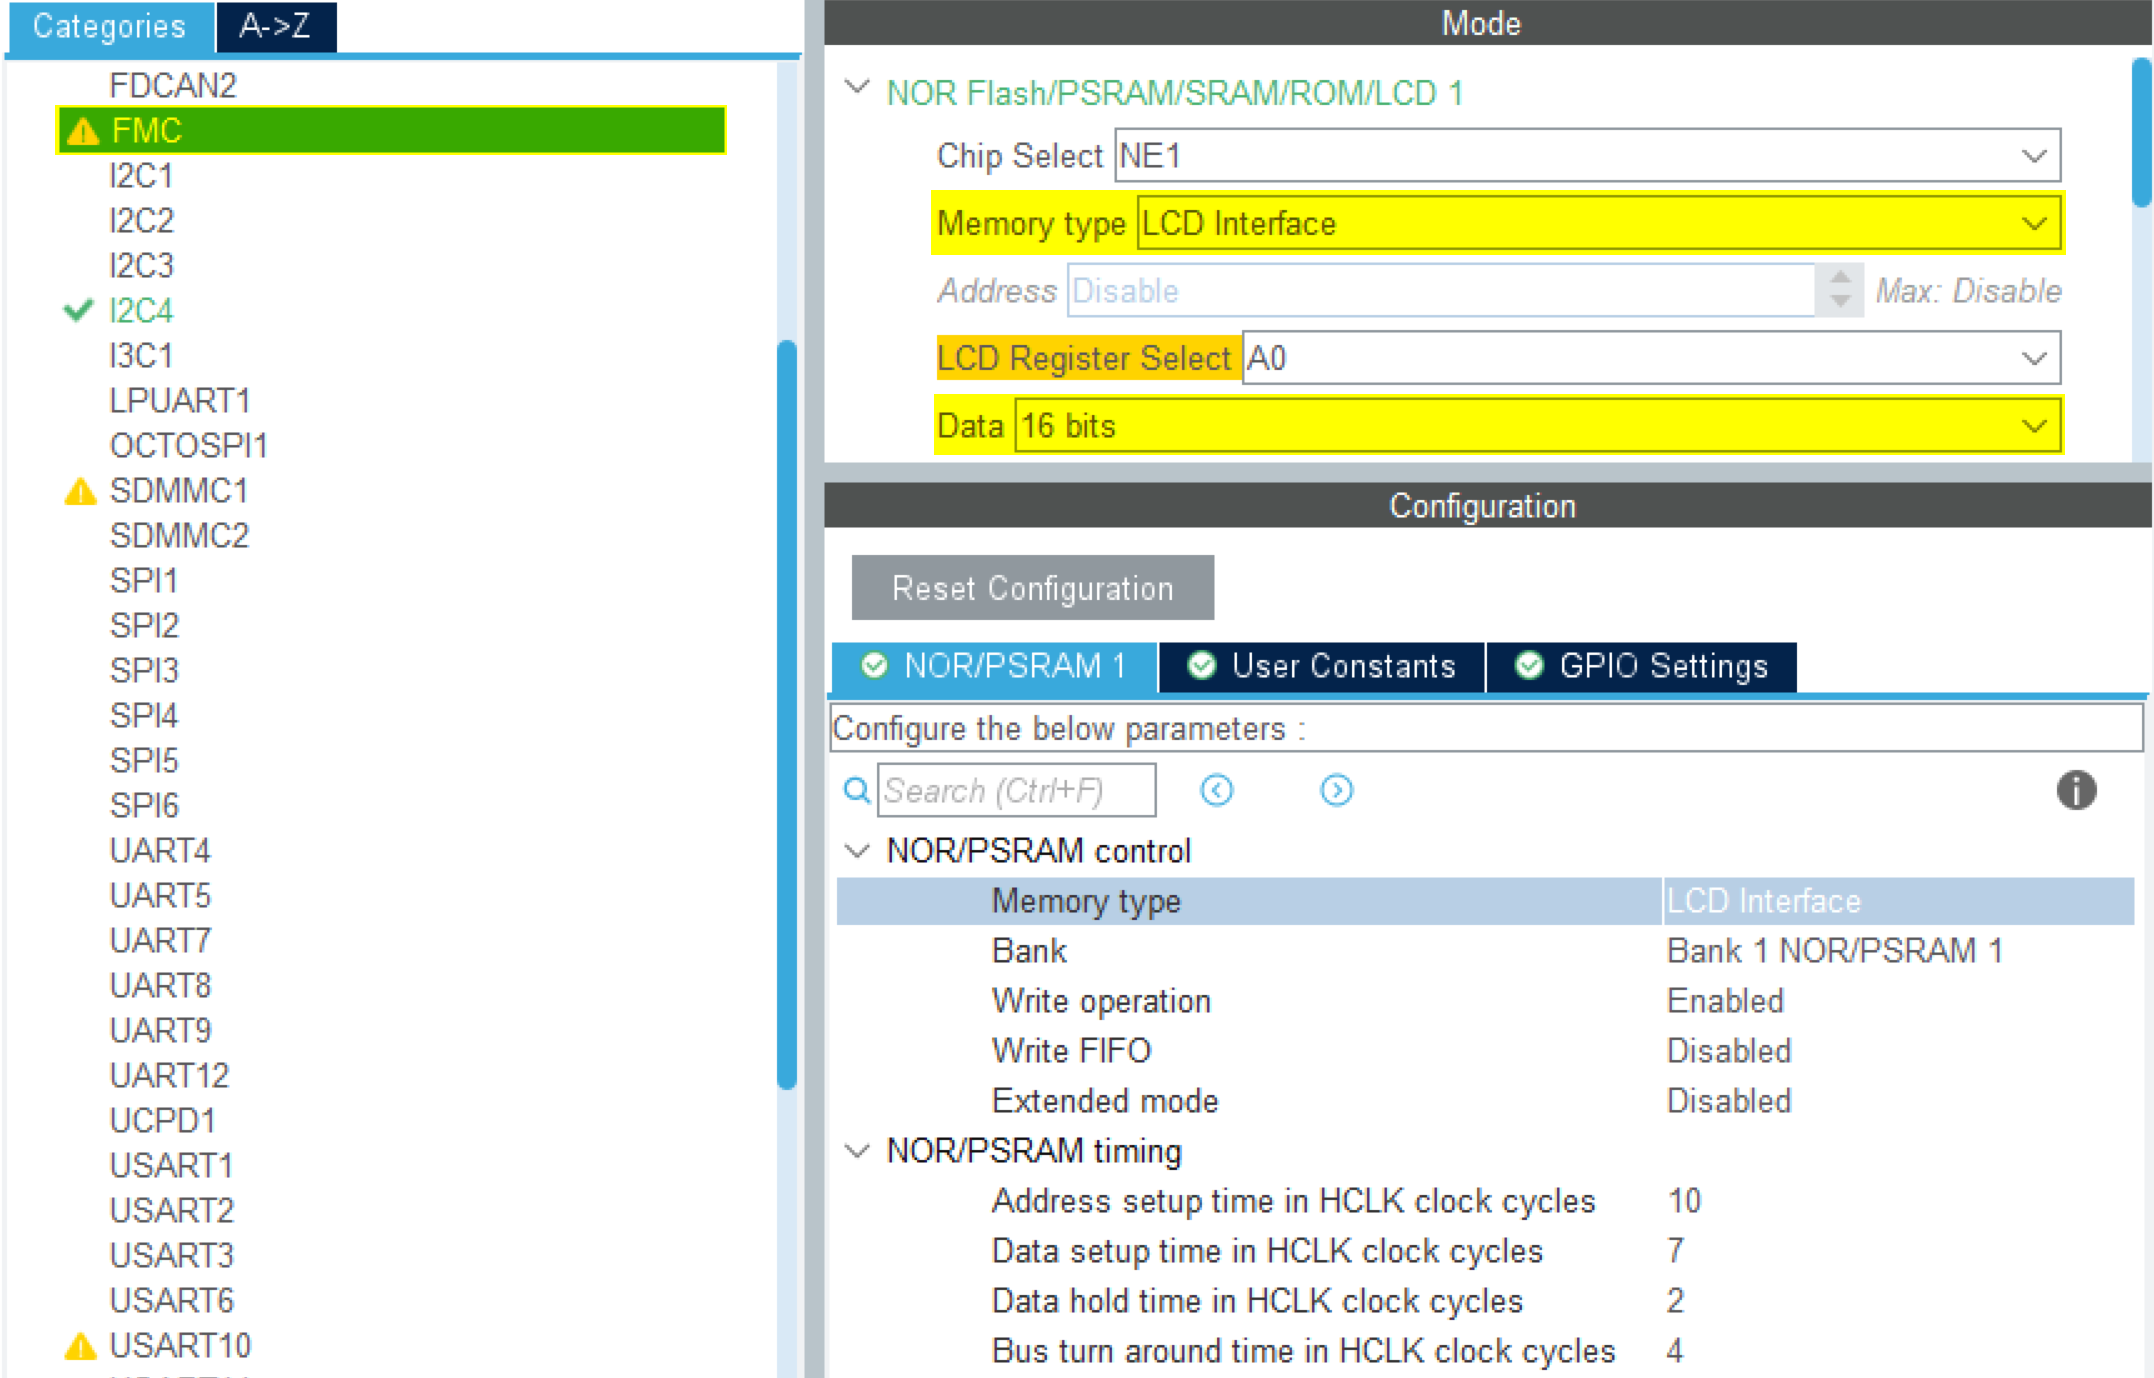 Categories
A->Z
FDCAN2
FMC
I2C1
I2C2
I2C3
I2C4
I3C1
LPUART1
OCTOSPI1
SDMMC1
SDMMC2
SPI1
SPI2
SPI3
SPI4
SPI5
SPI6
UART4
UART5
UART7
UART8
UART9
UART12
UCPD1
USART1
USART2
USART3
USART6
USART10
Mode
NOR Flash/PSRAM/SRAM/ROM/LCD 1
Chip Select NE1
Memory type LCD Interface
Address Disable Max: Disable
LCD Register Select A0
Data 16 bits
Configuration
Reset Configuration
NOR/PSRAM 1
User Constants
GPIO Settings
Configure the below parameters :
Search (Ctrl+F)
NOR/PSRAM control
Memory type LCD Interface
Bank Bank 1 NOR/PSRAM 1
Write operation Enabled
Write FIFO Disabled
Extended mode Disabled
NOR/PSRAM timing
Address setup time in HCLK clock cycles 10
Data setup time in HCLK clock cycles 7
Data hold time in HCLK clock cycles 2
Bus turn around time in HCLK clock cycles 4